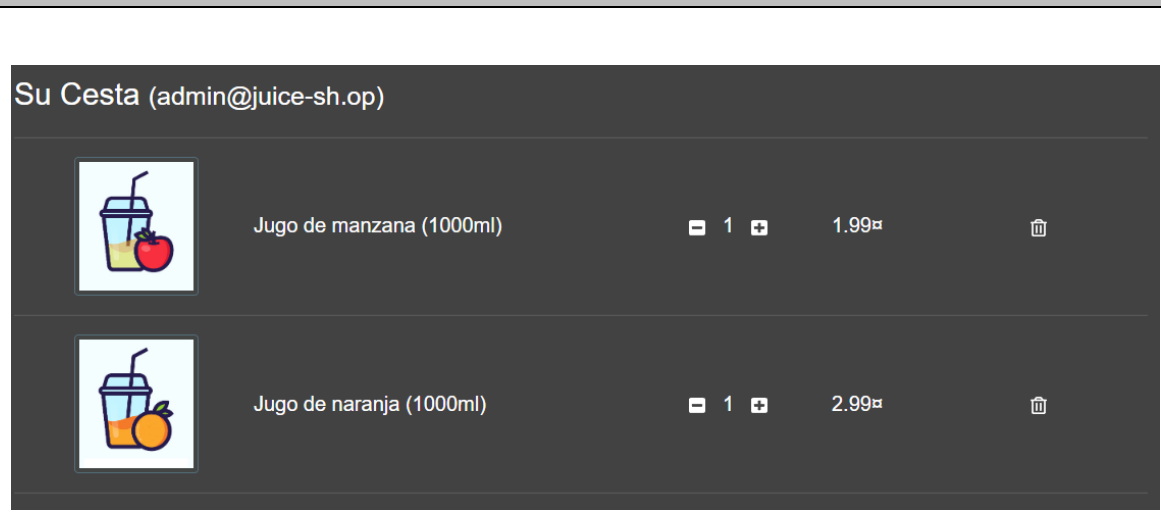 Su Cesta (admin@juice-sh.op)
Jugo de manzana (1000ml) 1 1.99¤
Jugo de naranja (1000ml) 1 2.99¤